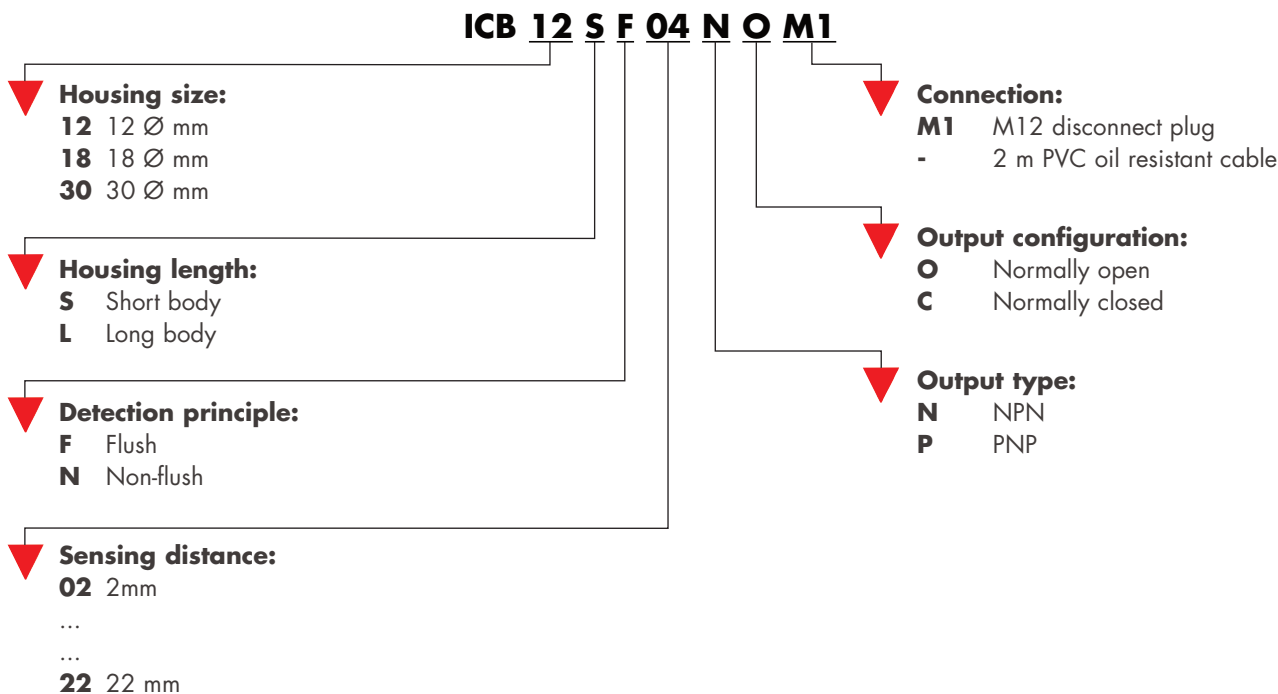 ICB 12 S F 04 N O M1
Housing size:
12 12 Ø mm
18 18 Ø mm
30 30 Ø mm
Housing length:
S Short body
L Long body
Detection principle:
F Flush
N Non-flush
Sensing distance:
02 2mm
...
...
22 22 mm
Connection:
M1 M12 disconnect plug
- 2 m PVC oil resistant cable
Output configuration:
O Normally open
C Normally closed
Output type:
N NPN
P PNP